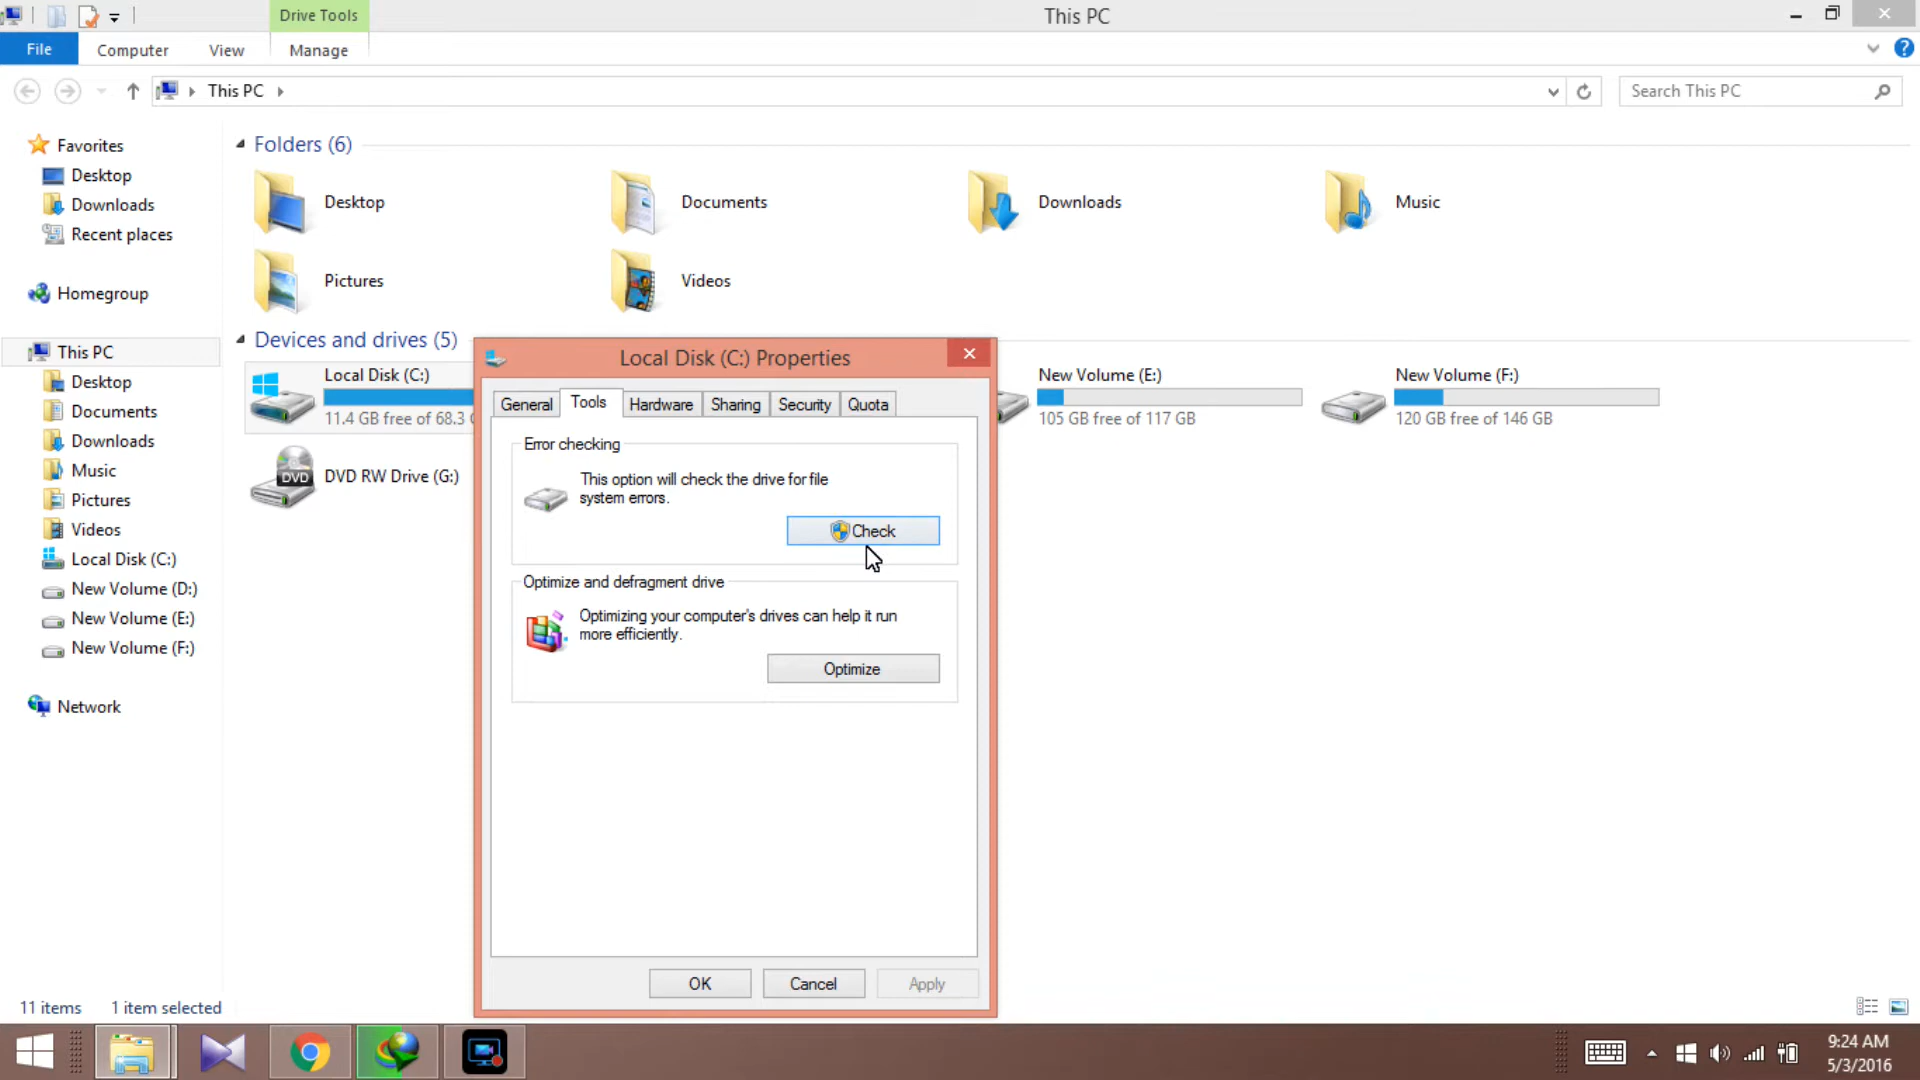 Drive Tools
This PC
File
Computer
View
Manage
This PC
Search This PC
Favorites
Desktop
Downloads
Recent places
Homegroup
This PC
Desktop
Documents
Downloads
Music
Pictures
Videos
Local Disk (C:)
New Volume (D:)
New Volume (E:)
New Volume (F:)
Network
Folders (6)
Desktop
Documents
Downloads
Music
Pictures
Videos
Devices and drives (5)
Local Disk (C:)
11.4 GB free of 68.3
New Volume (E:)
105 GB free of 117 GB
New Volume (F:)
120 GB free of 146 GB
DVD
DVD RW Drive (G:)
Local Disk (C:) Properties
General
Tools
Hardware
Sharing
Security
Quota
Error checking
This option will check the drive for file
system errors.
Check
Optimize and defragment drive
Optimizing your computer's drives can help it run
more efficiently.
Optimize
OK
Cancel
Apply
11 items
1 item selected
9:24 AM
5/3/2016